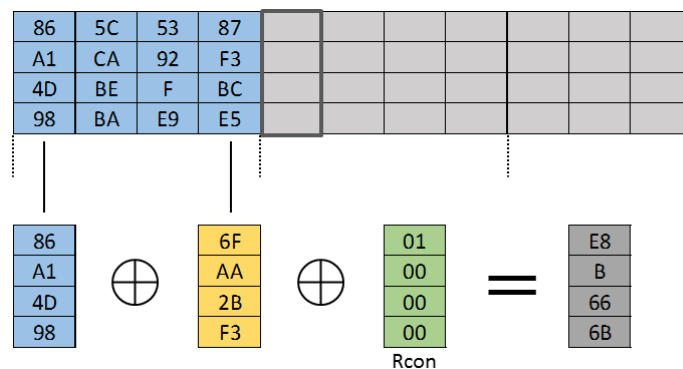 86 5C 53 87
A1 CA 92 F3
4D BE F BC
98 BA E9 E5
86 6F 01 E8
A1 AA 00 B
4D 2B 00 66
98 F3 00 6B
Rcon